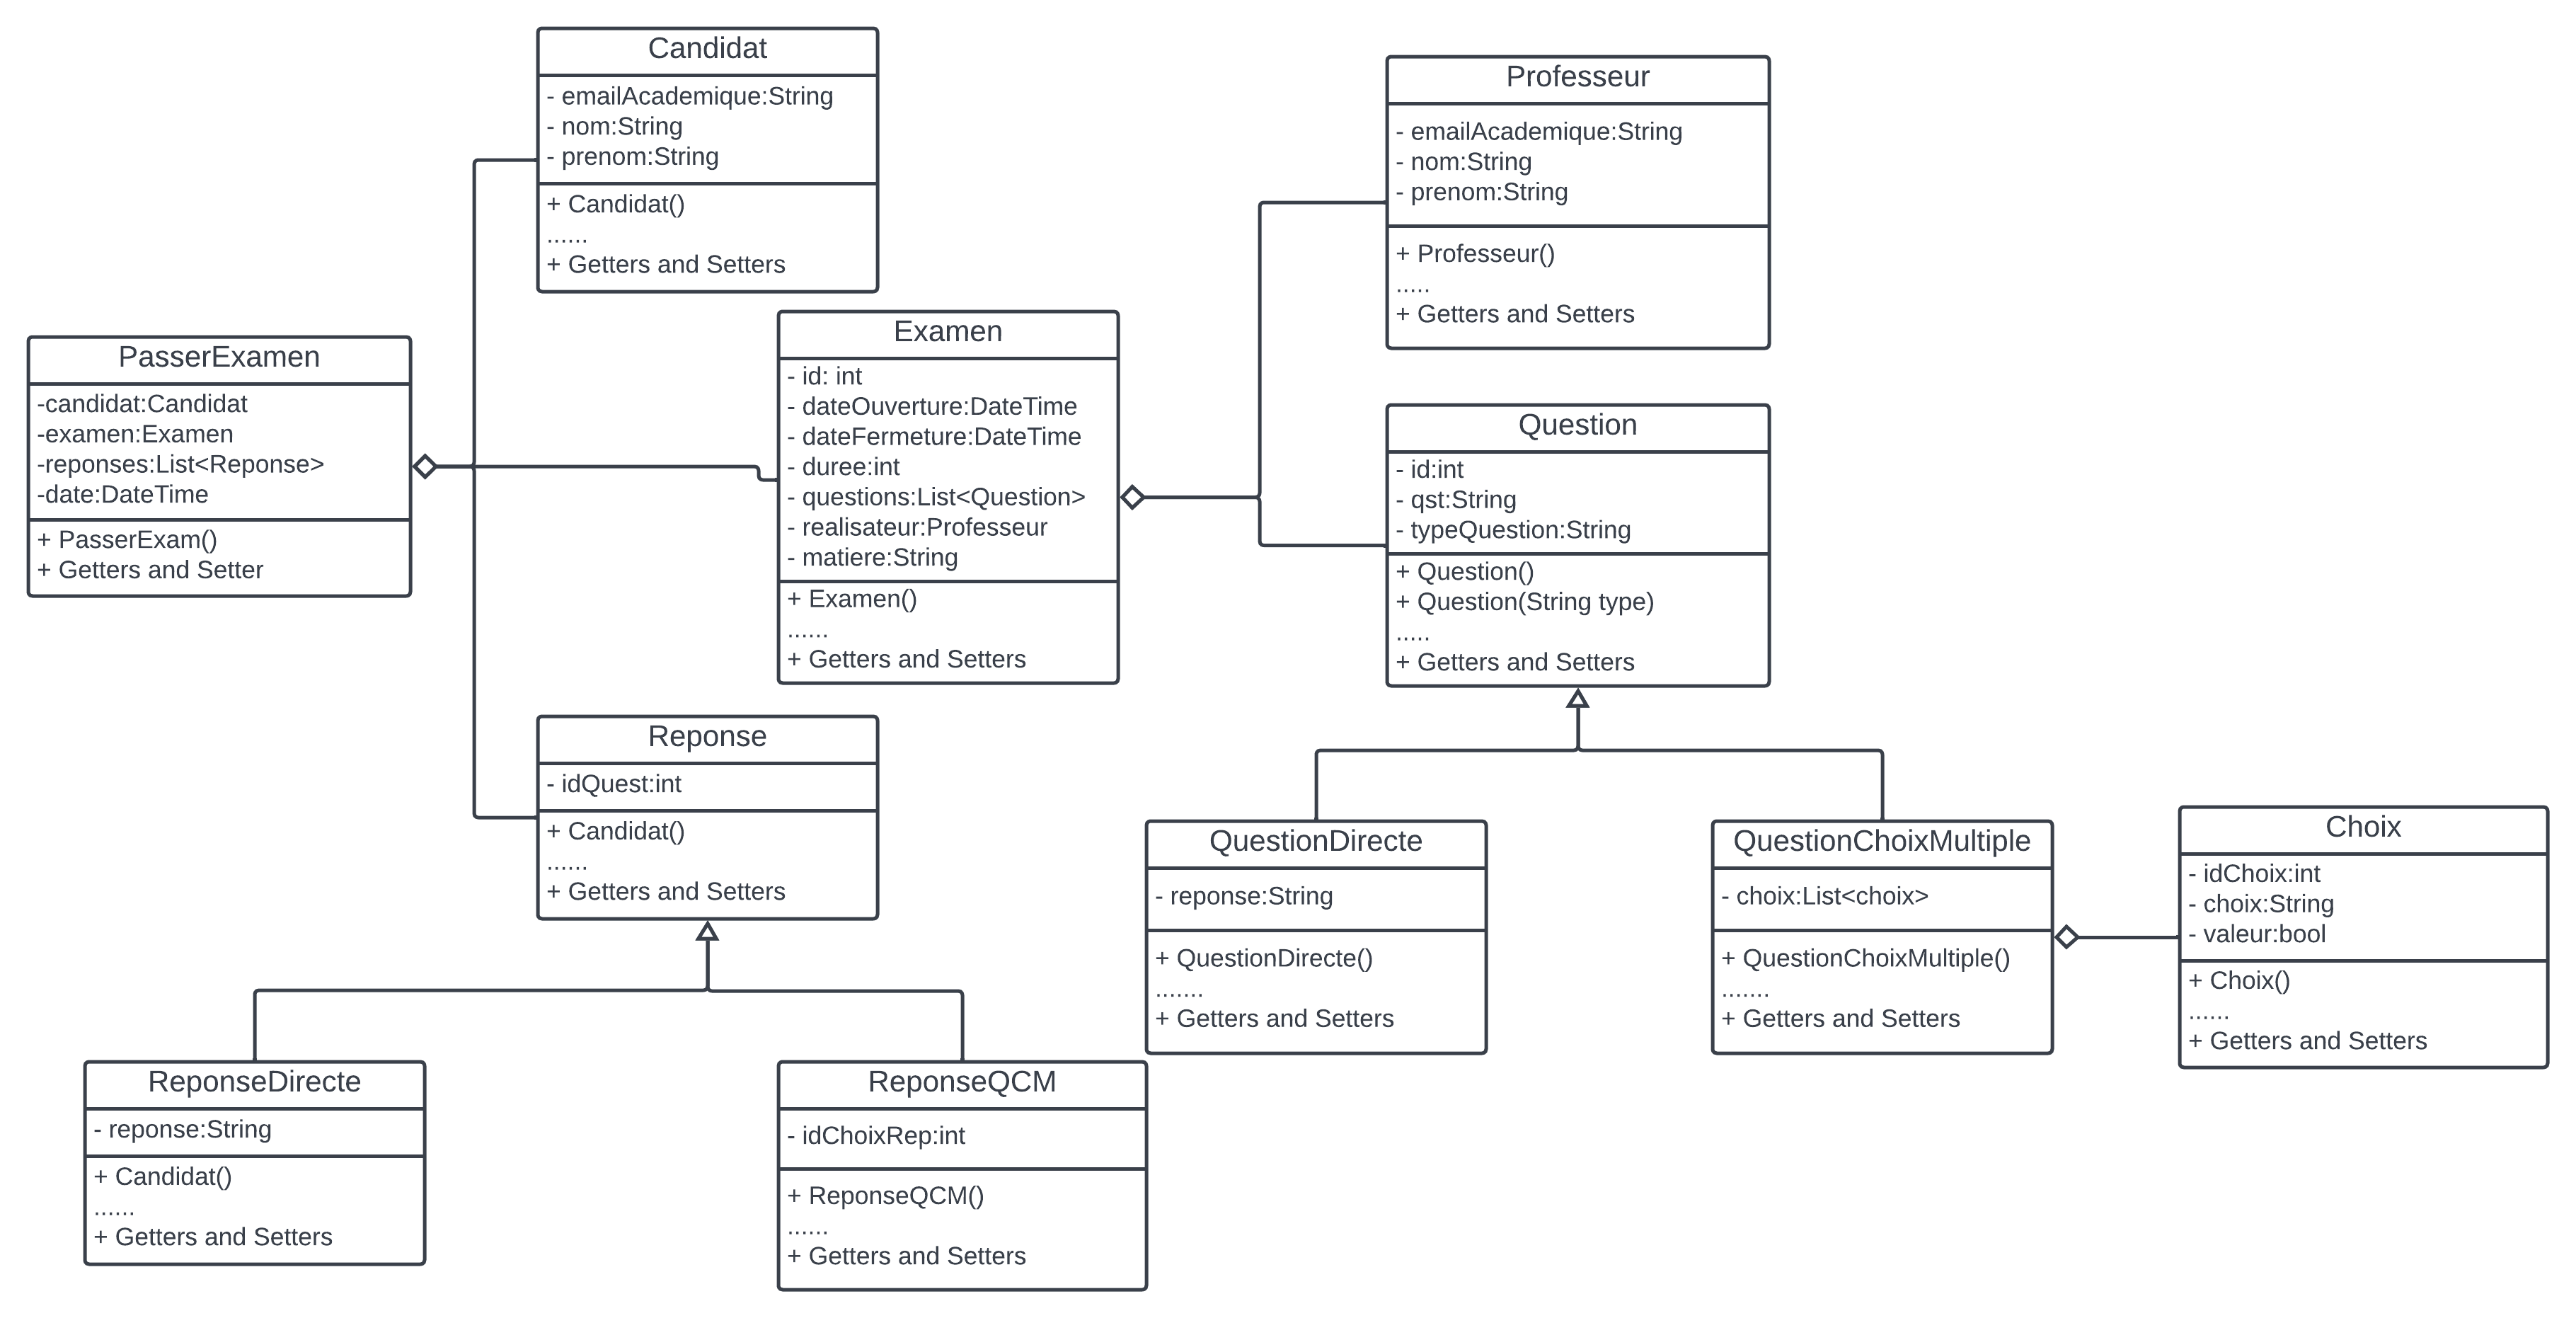 Candidat
- emailAcademique:String
- nom:String
- prenom:String
+ Candidat()
......
+ Getters and Setters
Professeur
- emailAcademique:String
- nom:String
- prenom:String
+ Professeur()
.....
+ Getters and Setters
PasserExamen
-candidat:Candidat
-examen:Examen
-reponses:List<Reponse>
-date:DateTime
+ PasserExam()
+ Getters and Setter
Examen
- id: int
- dateOuverture:DateTime
- dateFermeture:DateTime
- duree:int
- questions:List<Question>
- realisateur:Professeur
- matiere:String
+ Examen()
......
+ Getters and Setters
Question
- id:int
- qst:String
- typeQuestion:String
+ Question()
+ Question(String type)
.....
+ Getters and Setters
Reponse
- idQuest:int
+ Candidat()
......
+ Getters and Setters
QuestionDirecte
- reponse:String
+ QuestionDirecte()
.......
+ Getters and Setters
QuestionChoixMultiple
- choix:List<choix>
+ QuestionChoixMultiple()
.......
+ Getters and Setters
Choix
- idChoix:int
- choix:String
- valeur:bool
+ Choix()
......
+ Getters and Setters
ReponseDirecte
- reponse:String
+ Candidat()
......
+ Getters and Setters
ReponseQCM
- idChoixRep:int
+ ReponseQCM()
......
+ Getters and Setters